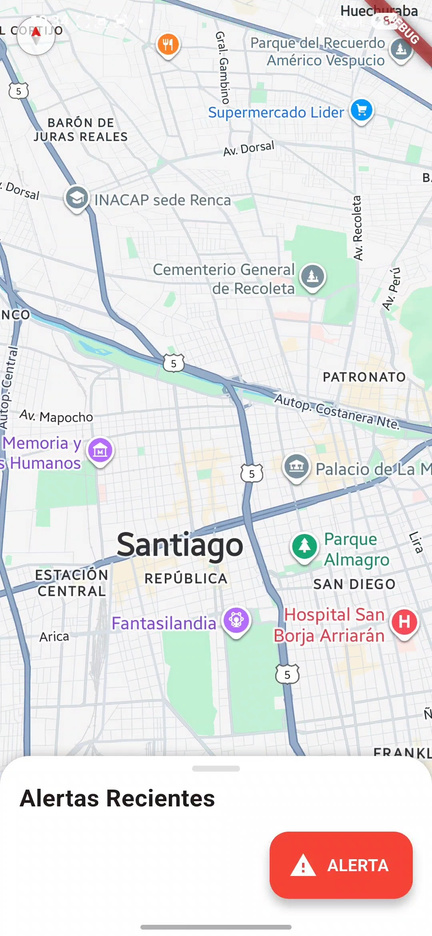 Huechuraba
DEBUG
Parque del Recuerdo
Américo Vespucio
Gral. Gambino
5
Supermercado Lider
BARÓN DE
JURAS REALES
Av. Dorsal
Dorsal
INACAP sede Renca
Av. Recoleta
Cementerio General
de Recoleta
Av. Perú
NCO
5
Autop. Central
PATRONATO
Autop. Costanera Nte.
Av. Mapocho
Memoria y
s Humanos
5
Palacio de La M
Santiago
Parque
Almagro
Lira
ESTACIÓN
CENTRAL
REPÚBLICA
SAN DIEGO
Fantasilandia
Hospital San
Borja Arriarán
H
Arica
5
FRANKL
Alertas Recientes
ALERTA